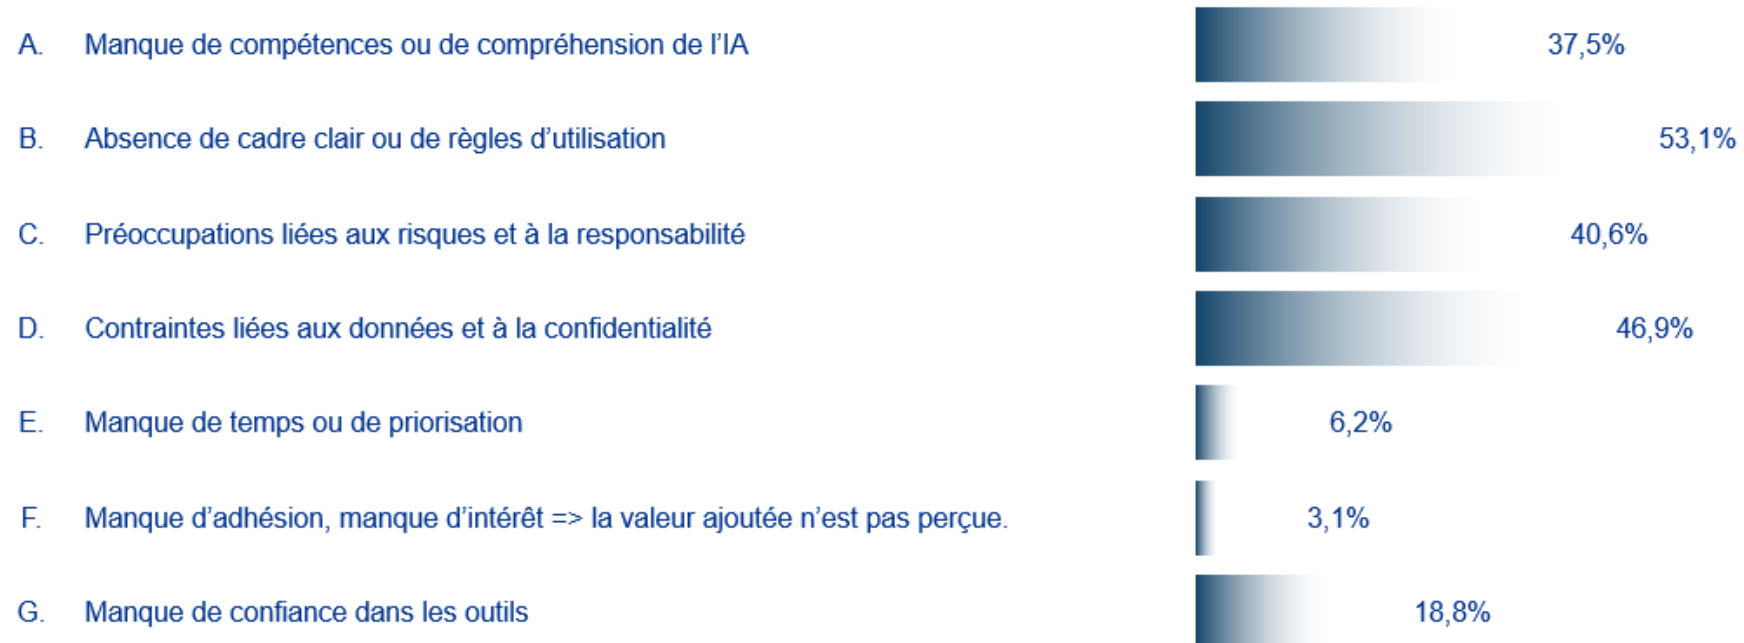 A. Manque de compétences ou de compréhension de l’IA 37,5%
B. Absence de cadre clair ou de règles d’utilisation 53,1%
C. Préoccupations liées aux risques et à la responsabilité 40,6%
D. Contraintes liées aux données et à la confidentialité 46,9%
E. Manque de temps ou de priorisation 6,2%
F. Manque d’adhésion, manque d’intérêt => la valeur ajoutée n’est pas perçue. 3,1%
G. Manque de confiance dans les outils 18,8%